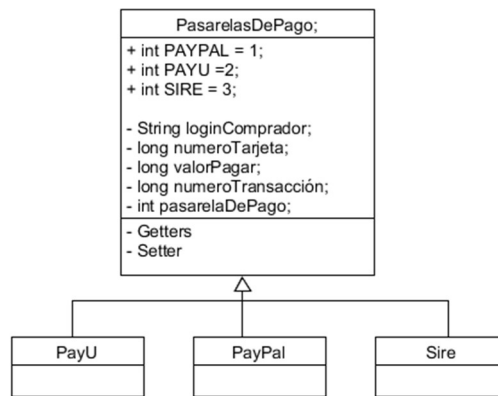 PasarelasDePago;
+ int PAYPAL = 1;
+ int PAYU =2;
+ int SIRE = 3;
- String loginComprador;
- long numeroTarjeta;
- long valorPagar;
- long numeroTransacción;
- int pasarelaDePago;
- Getters
- Setter
PayU
PayPal
Sire